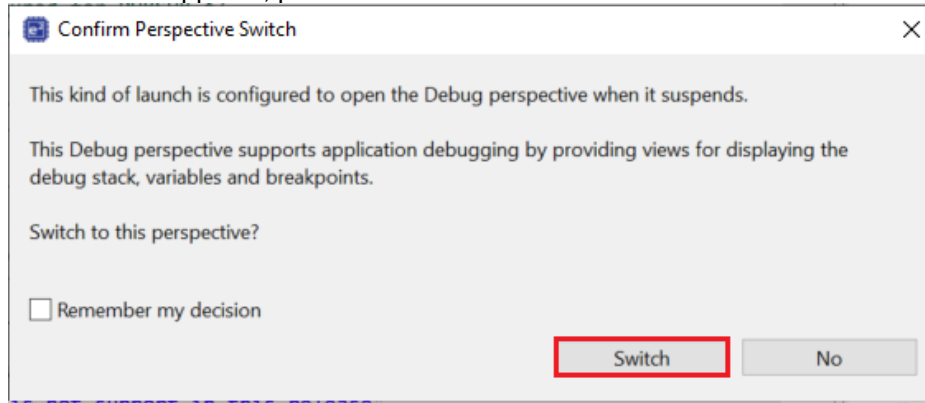 Confirm Perspective Switch
This kind of launch is configured to open the Debug perspective when it suspends.
This Debug perspective supports application debugging by providing views for displaying the
debug stack, variables and breakpoints.
Switch to this perspective?
Remember my decision
Switch No